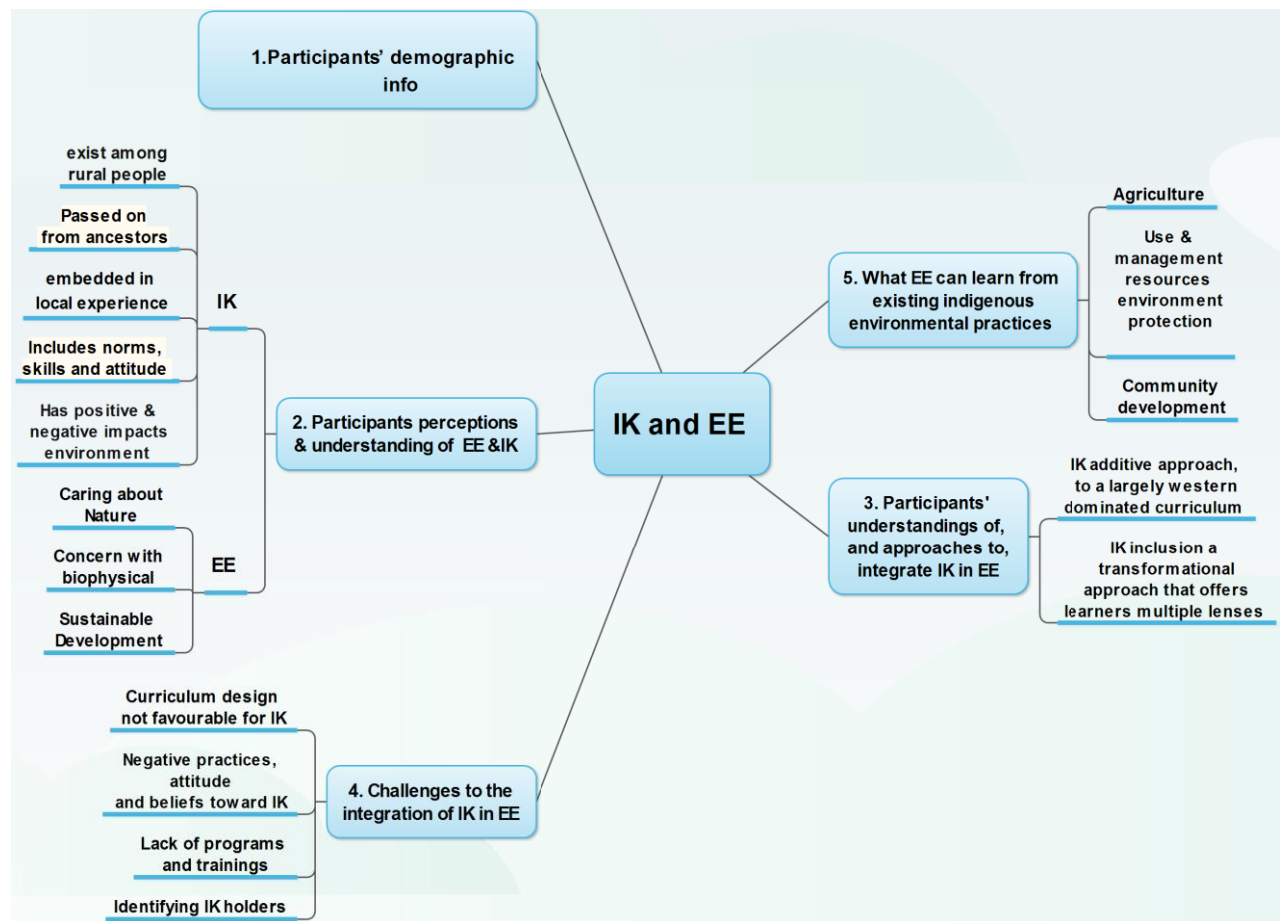 1.Participants' demographic
info
exist among
rural people
Passed on
from ancestors
embedded in
local experience
Includes norms,
skills and attitude
Has positive &
negative impacts
environment
IK
Caring about
Nature
Concern with
biophysical
Sustainable
Development
EE
2. Participants perceptions
& understanding of EE &IK
IK and EE
5. What EE can learn from
existing indigenous
environmental practices
Agriculture
Use &
management
resources
environment
protection
Community
development
3. Participants'
understandings of,
and approaches to,
integrate IK in EE
IK additive approach,
to a largely western
dominated curriculum
IK inclusion a
transformational
approach that offers
learners multiple lenses
Curriculum design
not favourable for IK
Negative practices,
attitude
and beliefs toward IK
Lack of programs
and trainings
Identifying IK holders
4. Challenges to the
integration of IK in EE